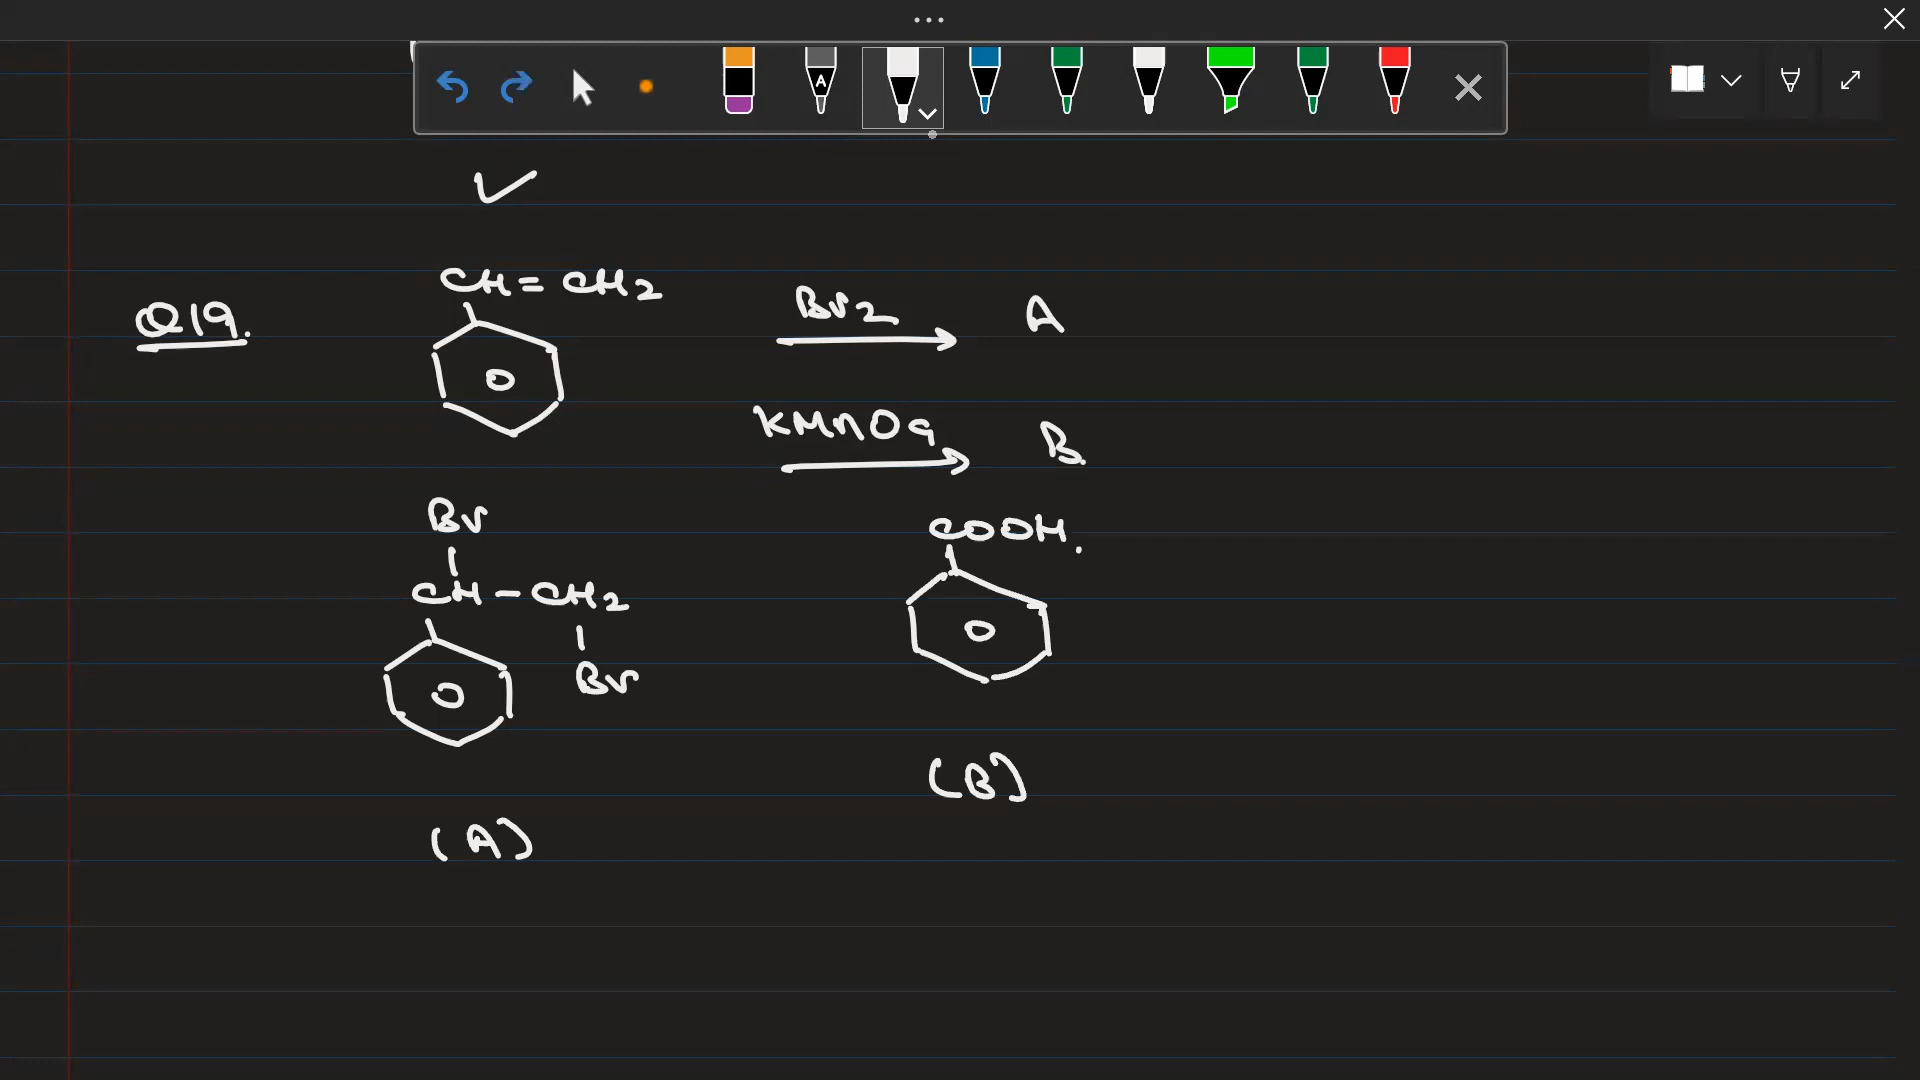 CH=CH2
Q19.
Br2
A
KMnO4
B.
Br
CH-CH2
Br
(A)
COOH.
(B)